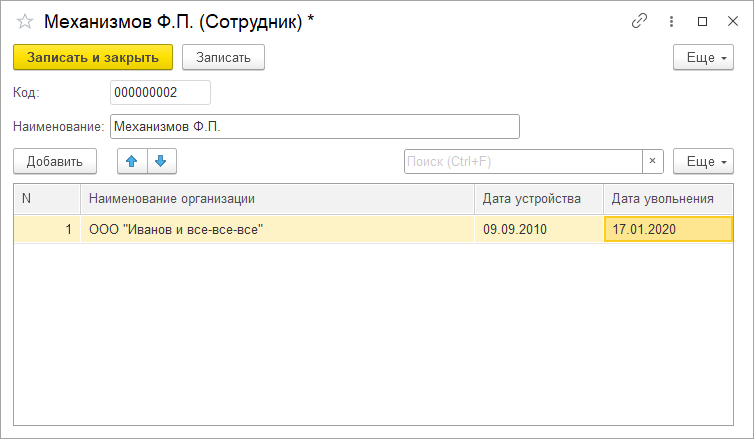 Механизмов Ф.П. (Сотрудник) *
Записать и закрыть Записать Еще
Код: 000000002
Наименование: Механизмов Ф.П.
Добавить Поиск (Ctrl+F) × Еще
N Наименование организации Дата устройства Дата увольнения
1 ООО "Иванов и все-все-все" 09.09.2010 17.01.2020